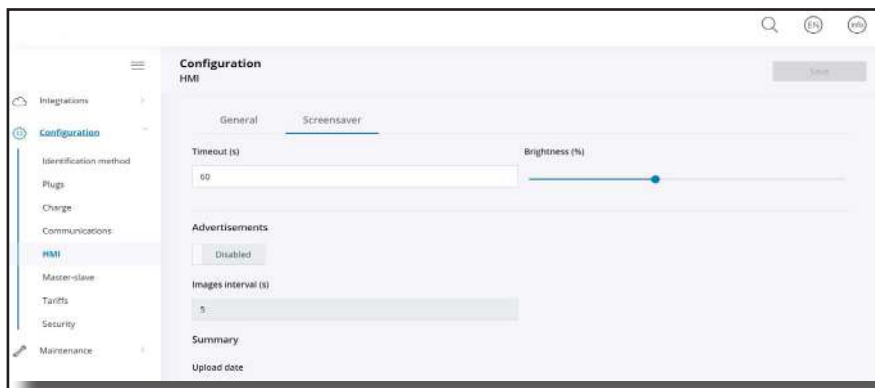 EN
info
Configuration
HMI
Save
Integrations
Configuration
Identification method
Plugs
Charge
Communications
HMI
Master-slave
Tariffs
Security
Maintenance
General
Screensaver
Timeout (s)
Brightness (%)
60
Advertisements
Disabled
Images interval (s)
5
Summary
Upload date